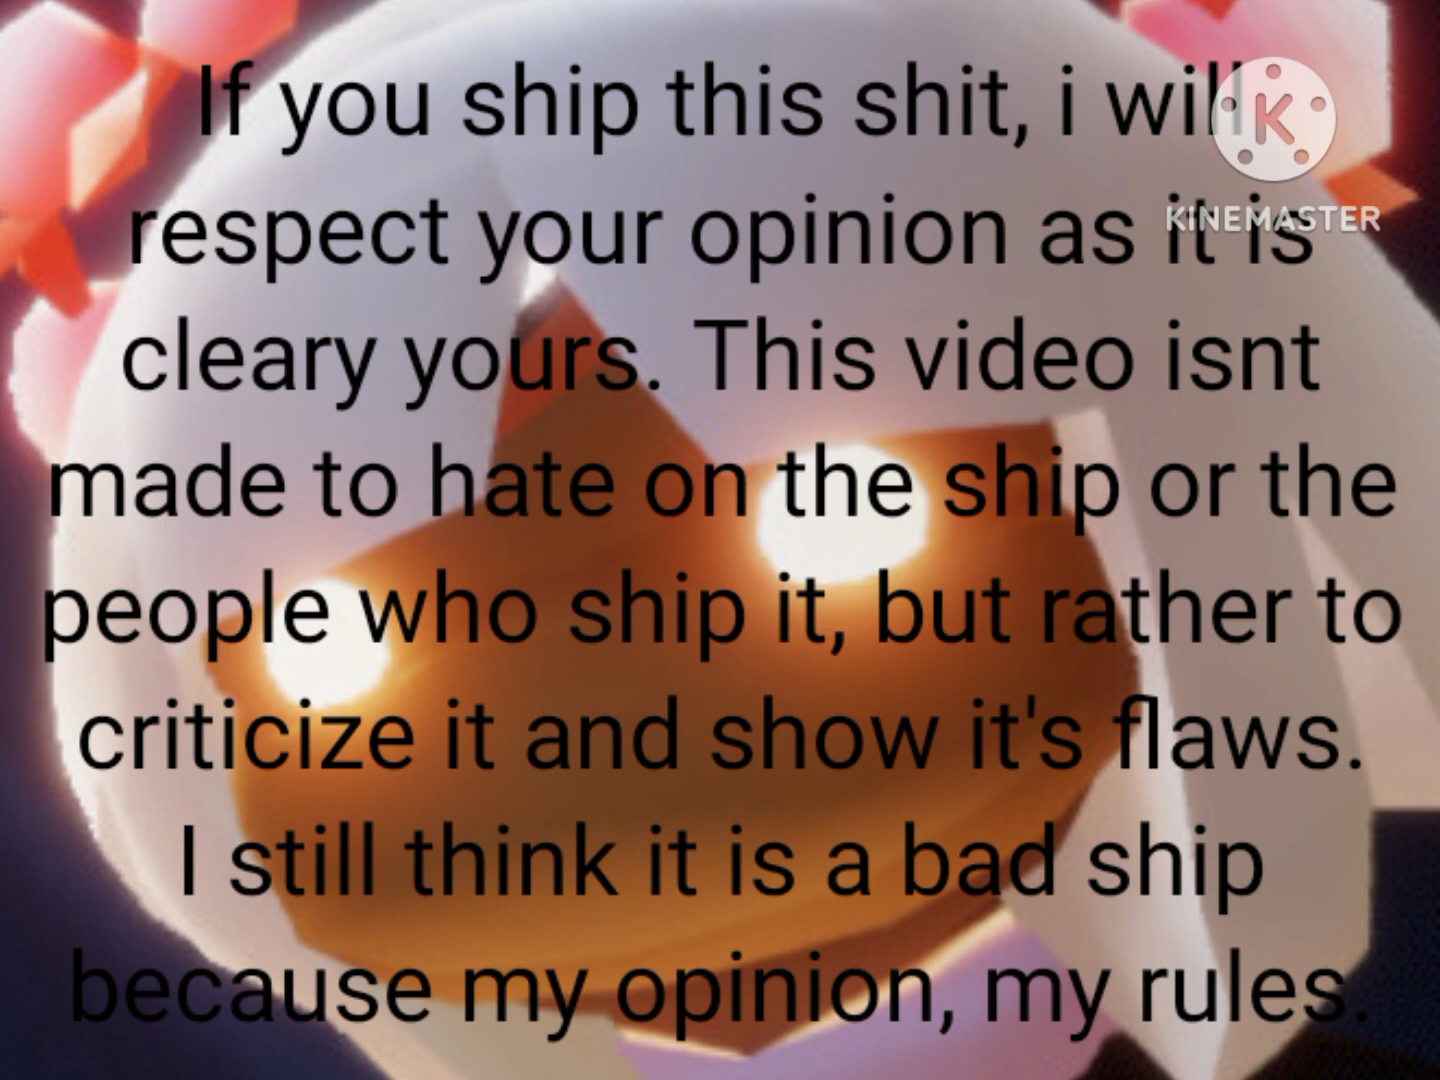 If you ship this shit, i will
respect your opinion as it is
cleary yours. This video isnt
made to hate on the ship or the
people who ship it, but rather to
criticize it and show it's flaws.
I still think it is a bad ship
because my opinion, my rules.
K
KINEMASTER